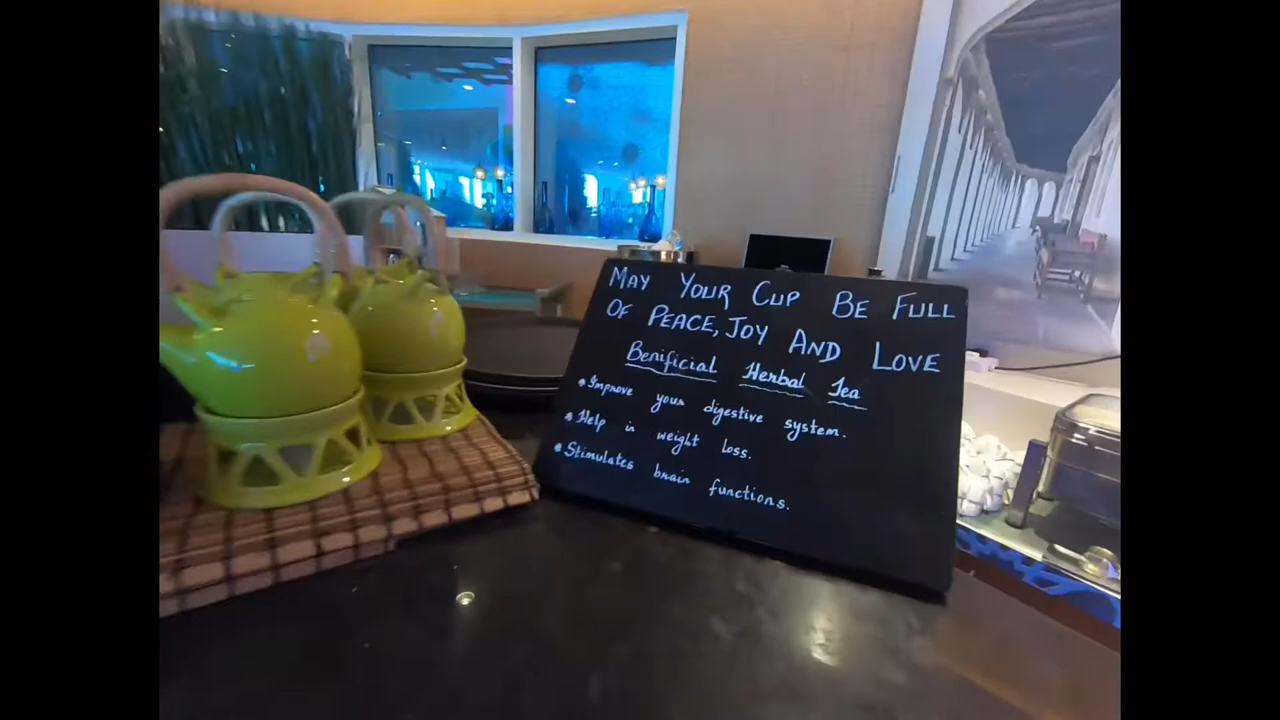 MAY YOUR CUP BE FULL
OF PEACE, JOY AND LOVE
Benificial Herbal Tea
* Improve your digestive system.
* Help in weight loss.
* Stimulates brain functions.